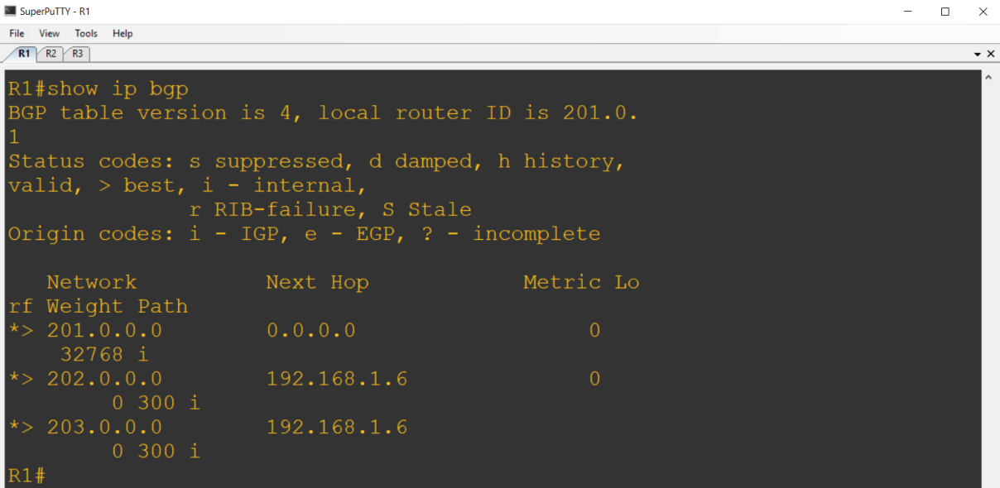 SuperPuTTY - R1
File View Tools Help
R1 R2 R3
R1#show ip bgp
BGP table version is 4, local router ID is 201.0.
1
Status codes: s suppressed, d damped, h history,
valid, > best, i - internal,
              r RIB-failure, S Stale
Origin codes: i - IGP, e - EGP, ? - incomplete
   Network          Next Hop            Metric Lo
rf Weight Path
*> 201.0.0.0        0.0.0.0                  0
    32768 i
*> 202.0.0.0        192.168.1.6              0
        0 300 i
*> 203.0.0.0        192.168.1.6
        0 300 i
R1#